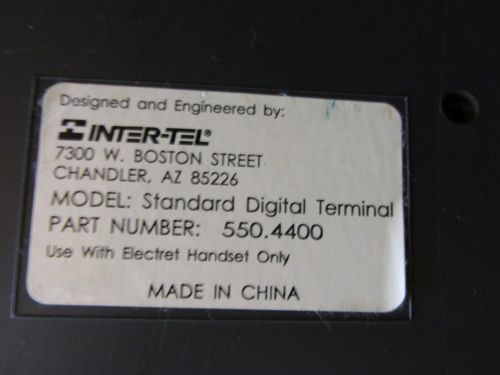 Designed and Engineered by:
INTER-TEL®
7300 W. BOSTON STREET
CHANDLER, AZ 85226
MODEL: Standard Digital Terminal
PART NUMBER: 550.4400
Use With Electret Handset Only
MADE IN CHINA